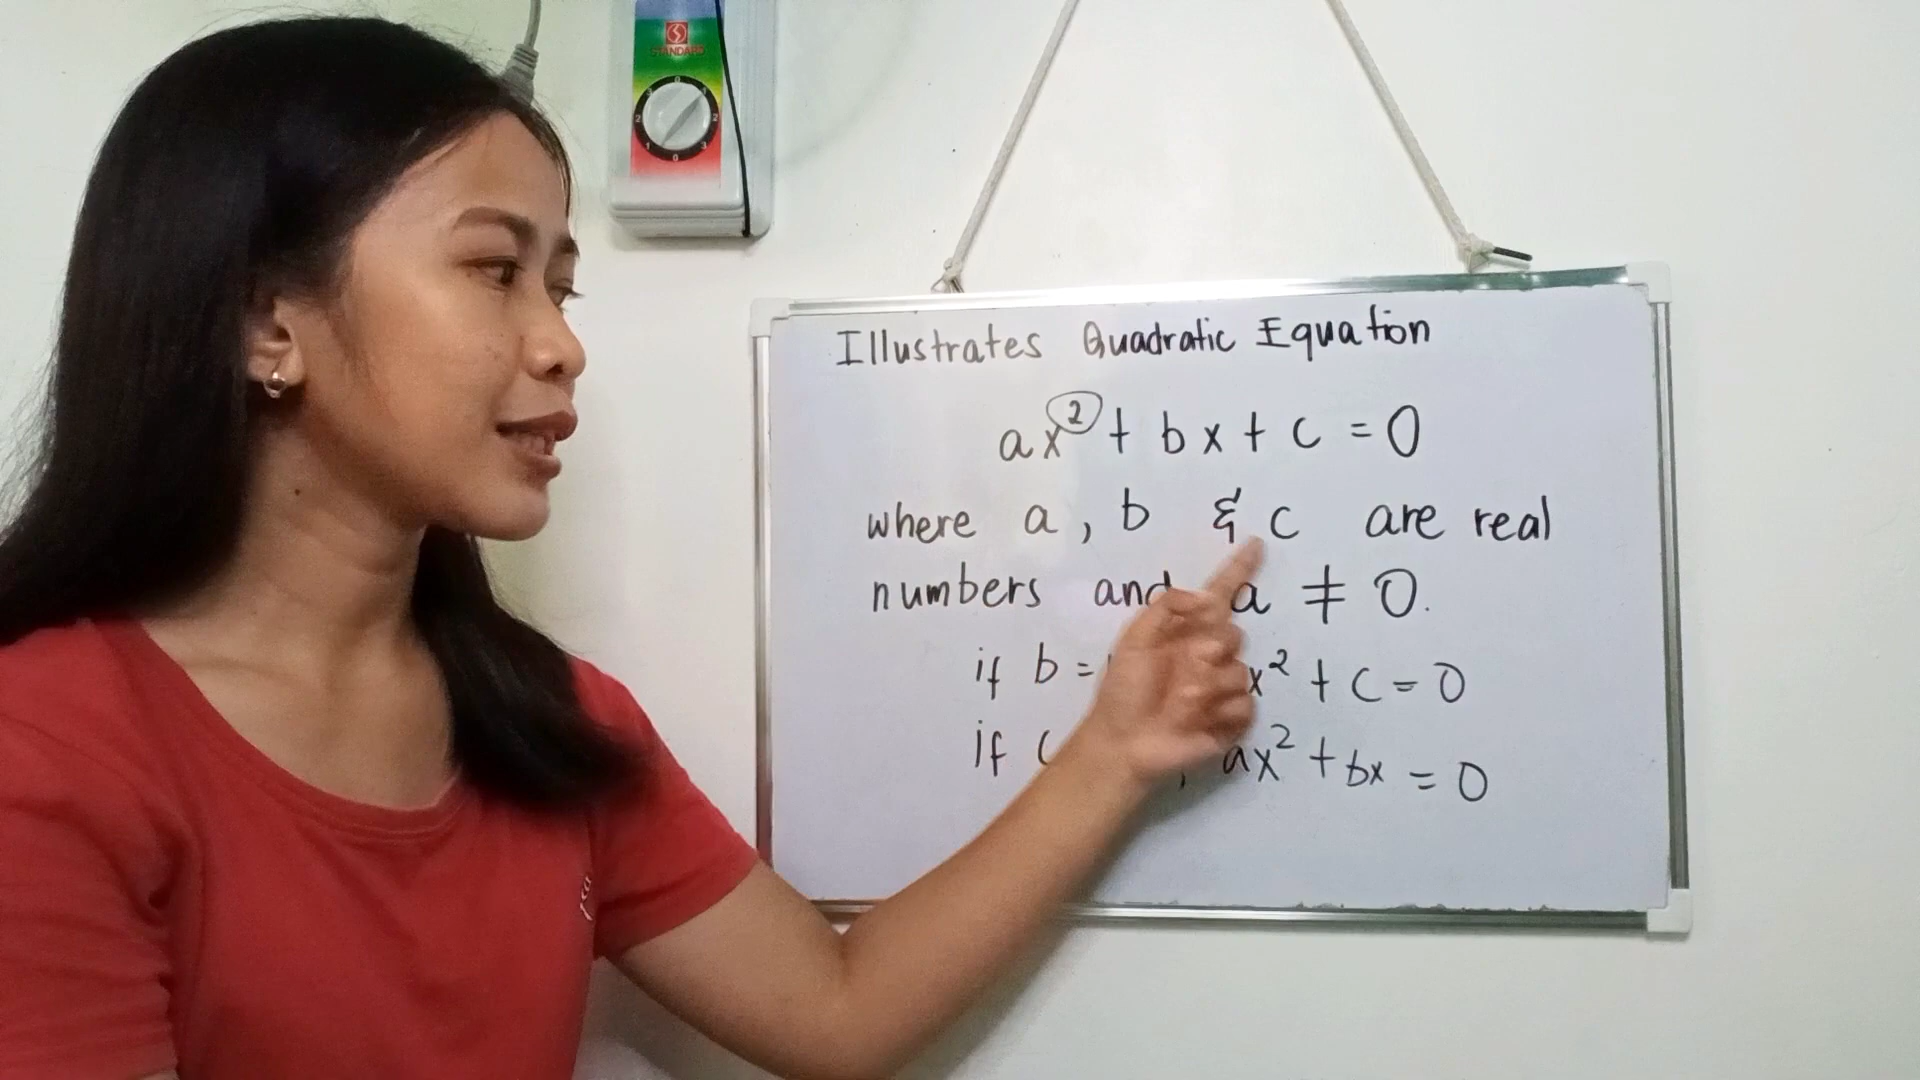 STANDARD
Illustrates Quadratic Equation
ax² + bx + c = 0
where a, b & c are real
numbers and a ≠ 0.
if b = x² + c = 0
if ax² + bx = 0